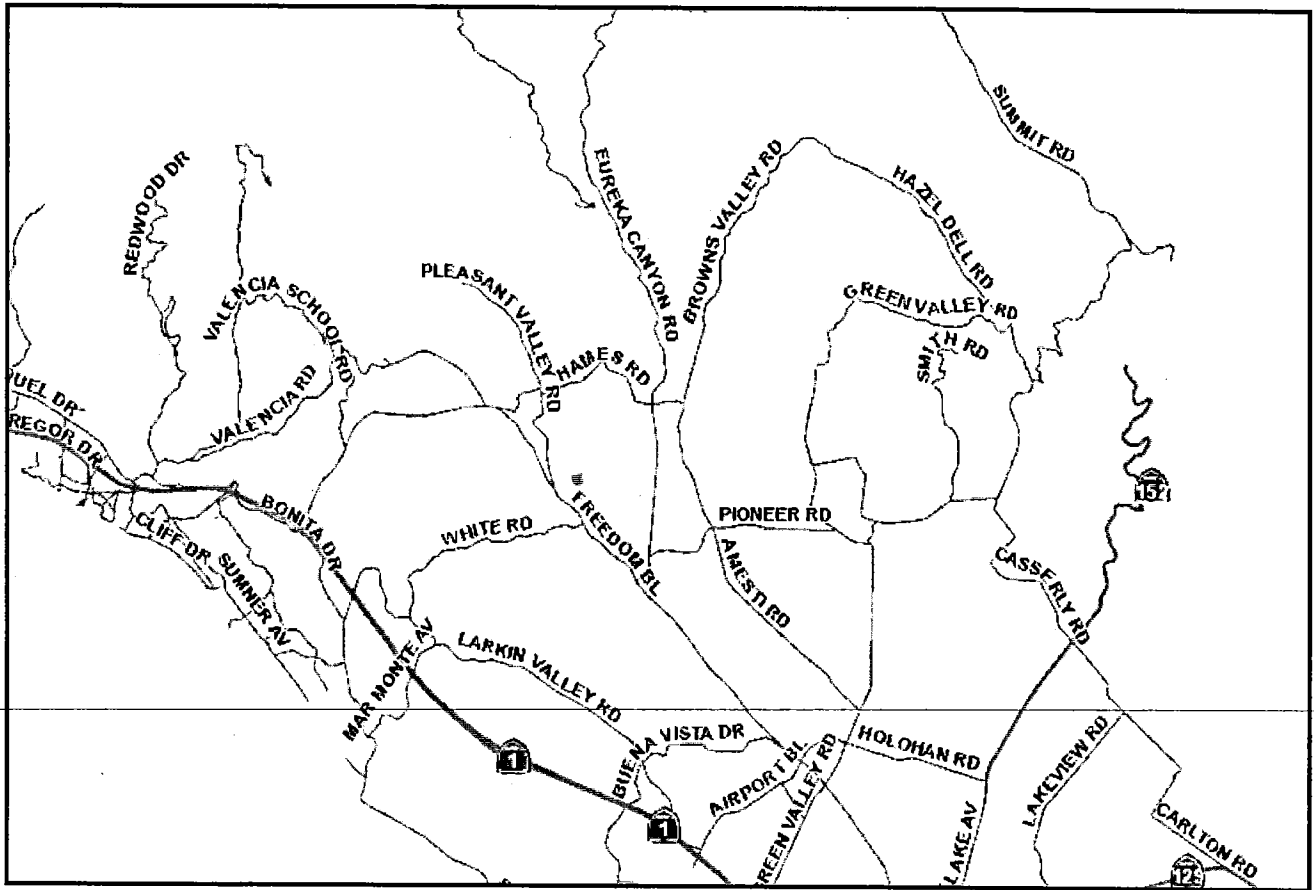 SUMMIT RD
REDWOOD DR
EUREKA CANYON RD
BROWNS VALLEY RD
HAZEL DELL RD
PLEASANT VALLEY RD
VALENCIA SCHOOL RD
GREEN VALLEY RD
SMITH RD
HAMES RD
VALENCIA RD
QUEL DR
REGOR DR
152
BONITA DR
FREEDOM BL
WHITE RD
PIONEER RD
CLIFF DR
SUMNER AV
AMESTI RD
CASSERLY RD
MAR MONTE AV
LARKIN VALLEY RD
BUENA VISTA DR
HOLOHAN RD
LAKEVIEW RD
1
AIRPORT BL
GREEN VALLEY RD
1
LAKE AV
CARLTON RD